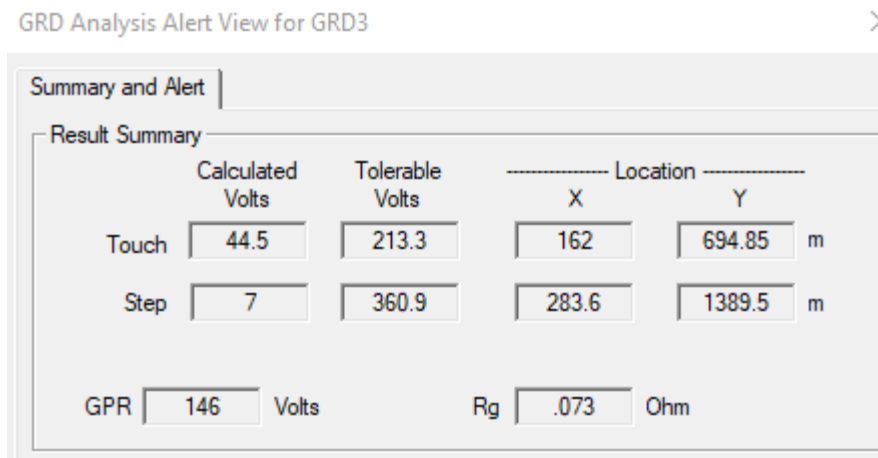 GRD Analysis Alert View for GRD3
Summary and Alert
Result Summary
Calculated Tolerable ----------------- Location -----------------
Volts Volts X Y
Touch 44.5 213.3 162 694.85 m
Step 7 360.9 283.6 1389.5 m
GPR 146 Volts Rg .073 Ohm